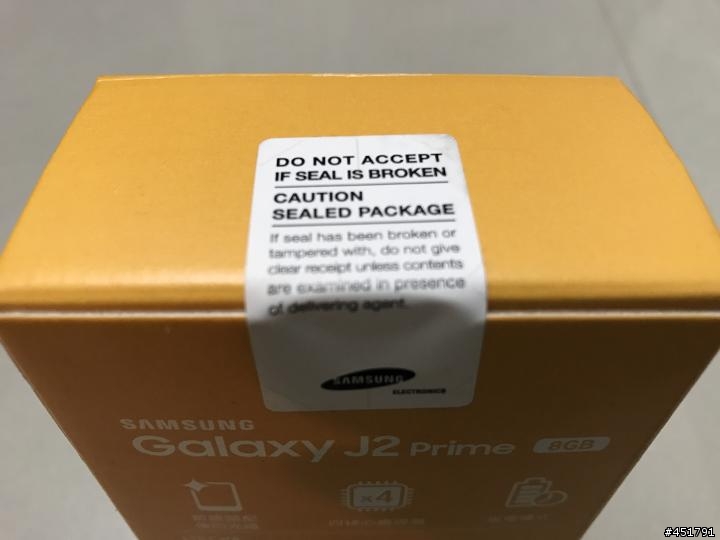 DO NOT ACCEPT
IF SEAL IS BROKEN
CAUTION
SEALED PACKAGE
If seal has been broken or
tampered with, do not give
clear receipt unless contents
are examined in presence
of delivering agent.
SAMSUNG
ELECTRONICS
SAMSUNG
Galaxy J2 Prime 8GB
x4
#451791